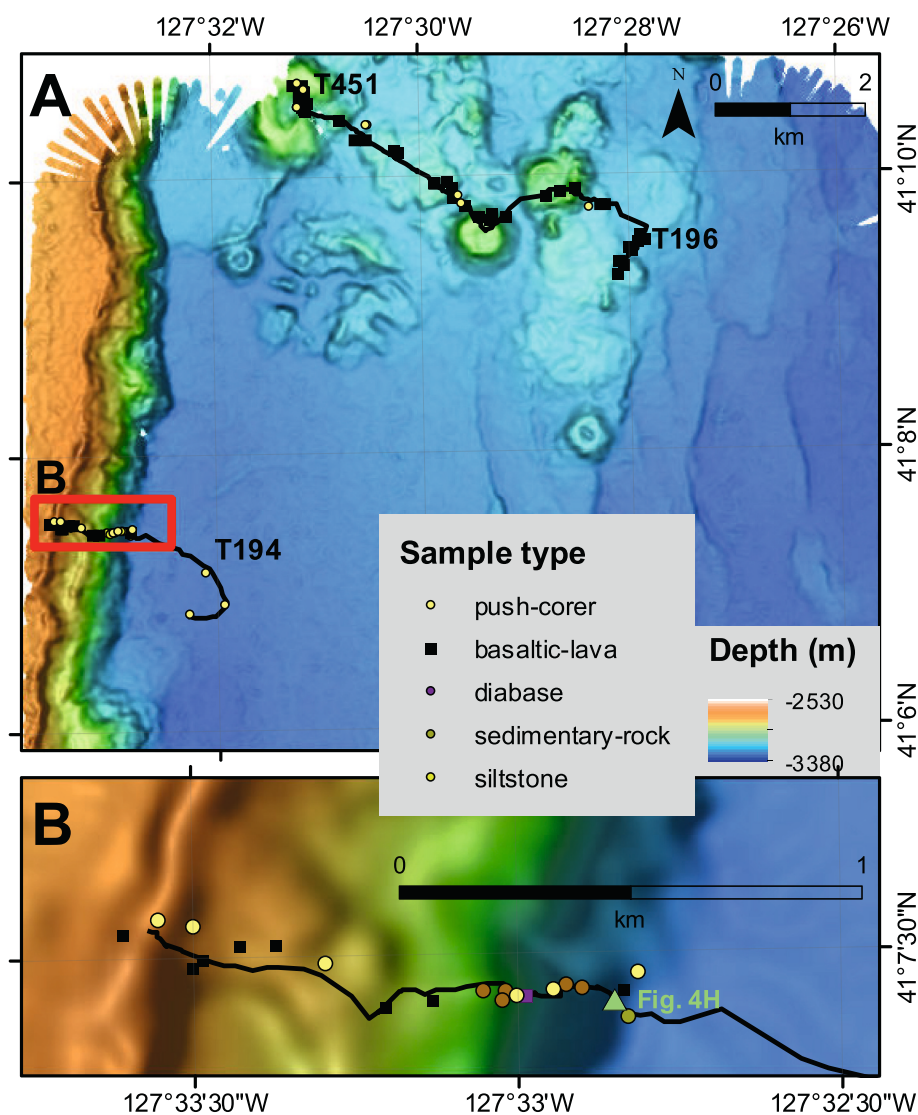 127°32'W 127°30'W 127°28'W 127°26'W
A
T451
N
0 2
km
41°10'N
T196
41°8'N
B
T194
Sample type
push-corer
basaltic-lava
diabase
sedimentary-rock
siltstone
Depth (m)
-2530
-3380
41°6'N
B
0 1
km
41°7'30"N
Fig. 4H
127°33'30"W 127°33'W 127°32'30"W